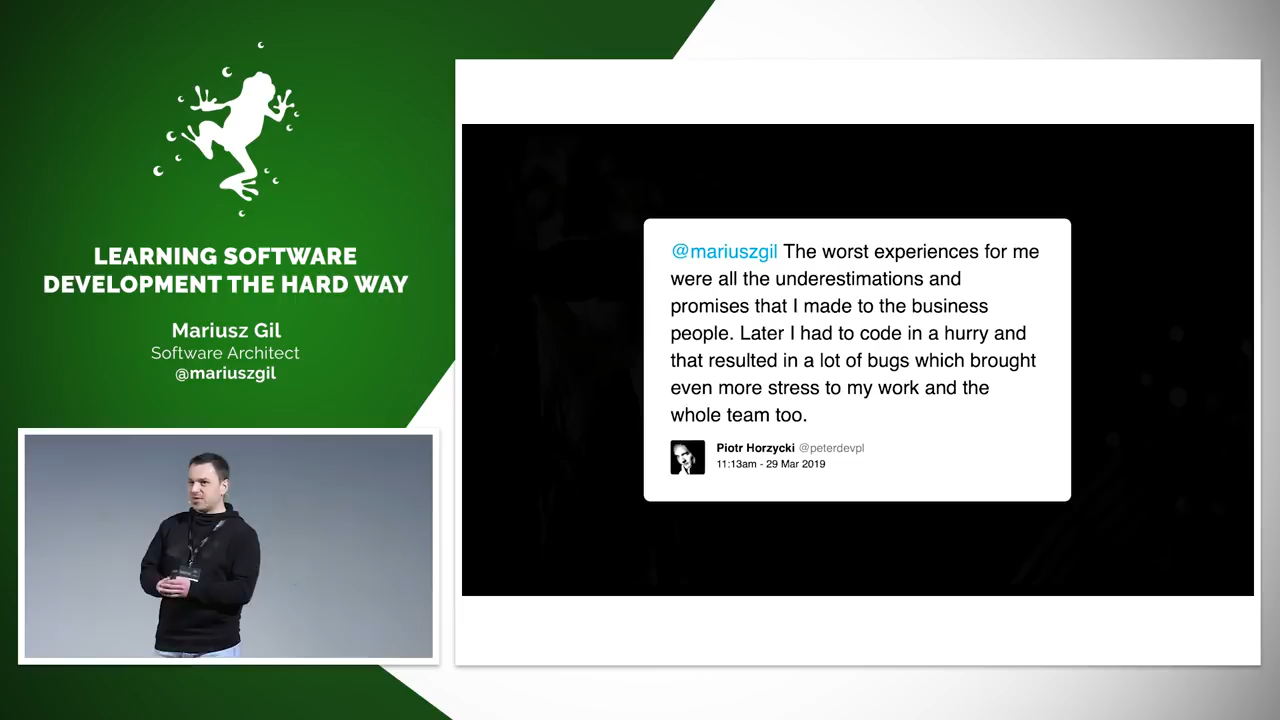 LEARNING SOFTWARE
DEVELOPMENT THE HARD WAY
Mariusz Gil
Software Architect
@mariuszgil
@mariuszgil The worst experiences for me
were all the underestimations and
promises that I made to the business
people. Later I had to code in a hurry and
that resulted in a lot of bugs which brought
even more stress to my work and the
whole team too.
Piotr Horzycki @peterdevpl
11:13am - 29 Mar 2019